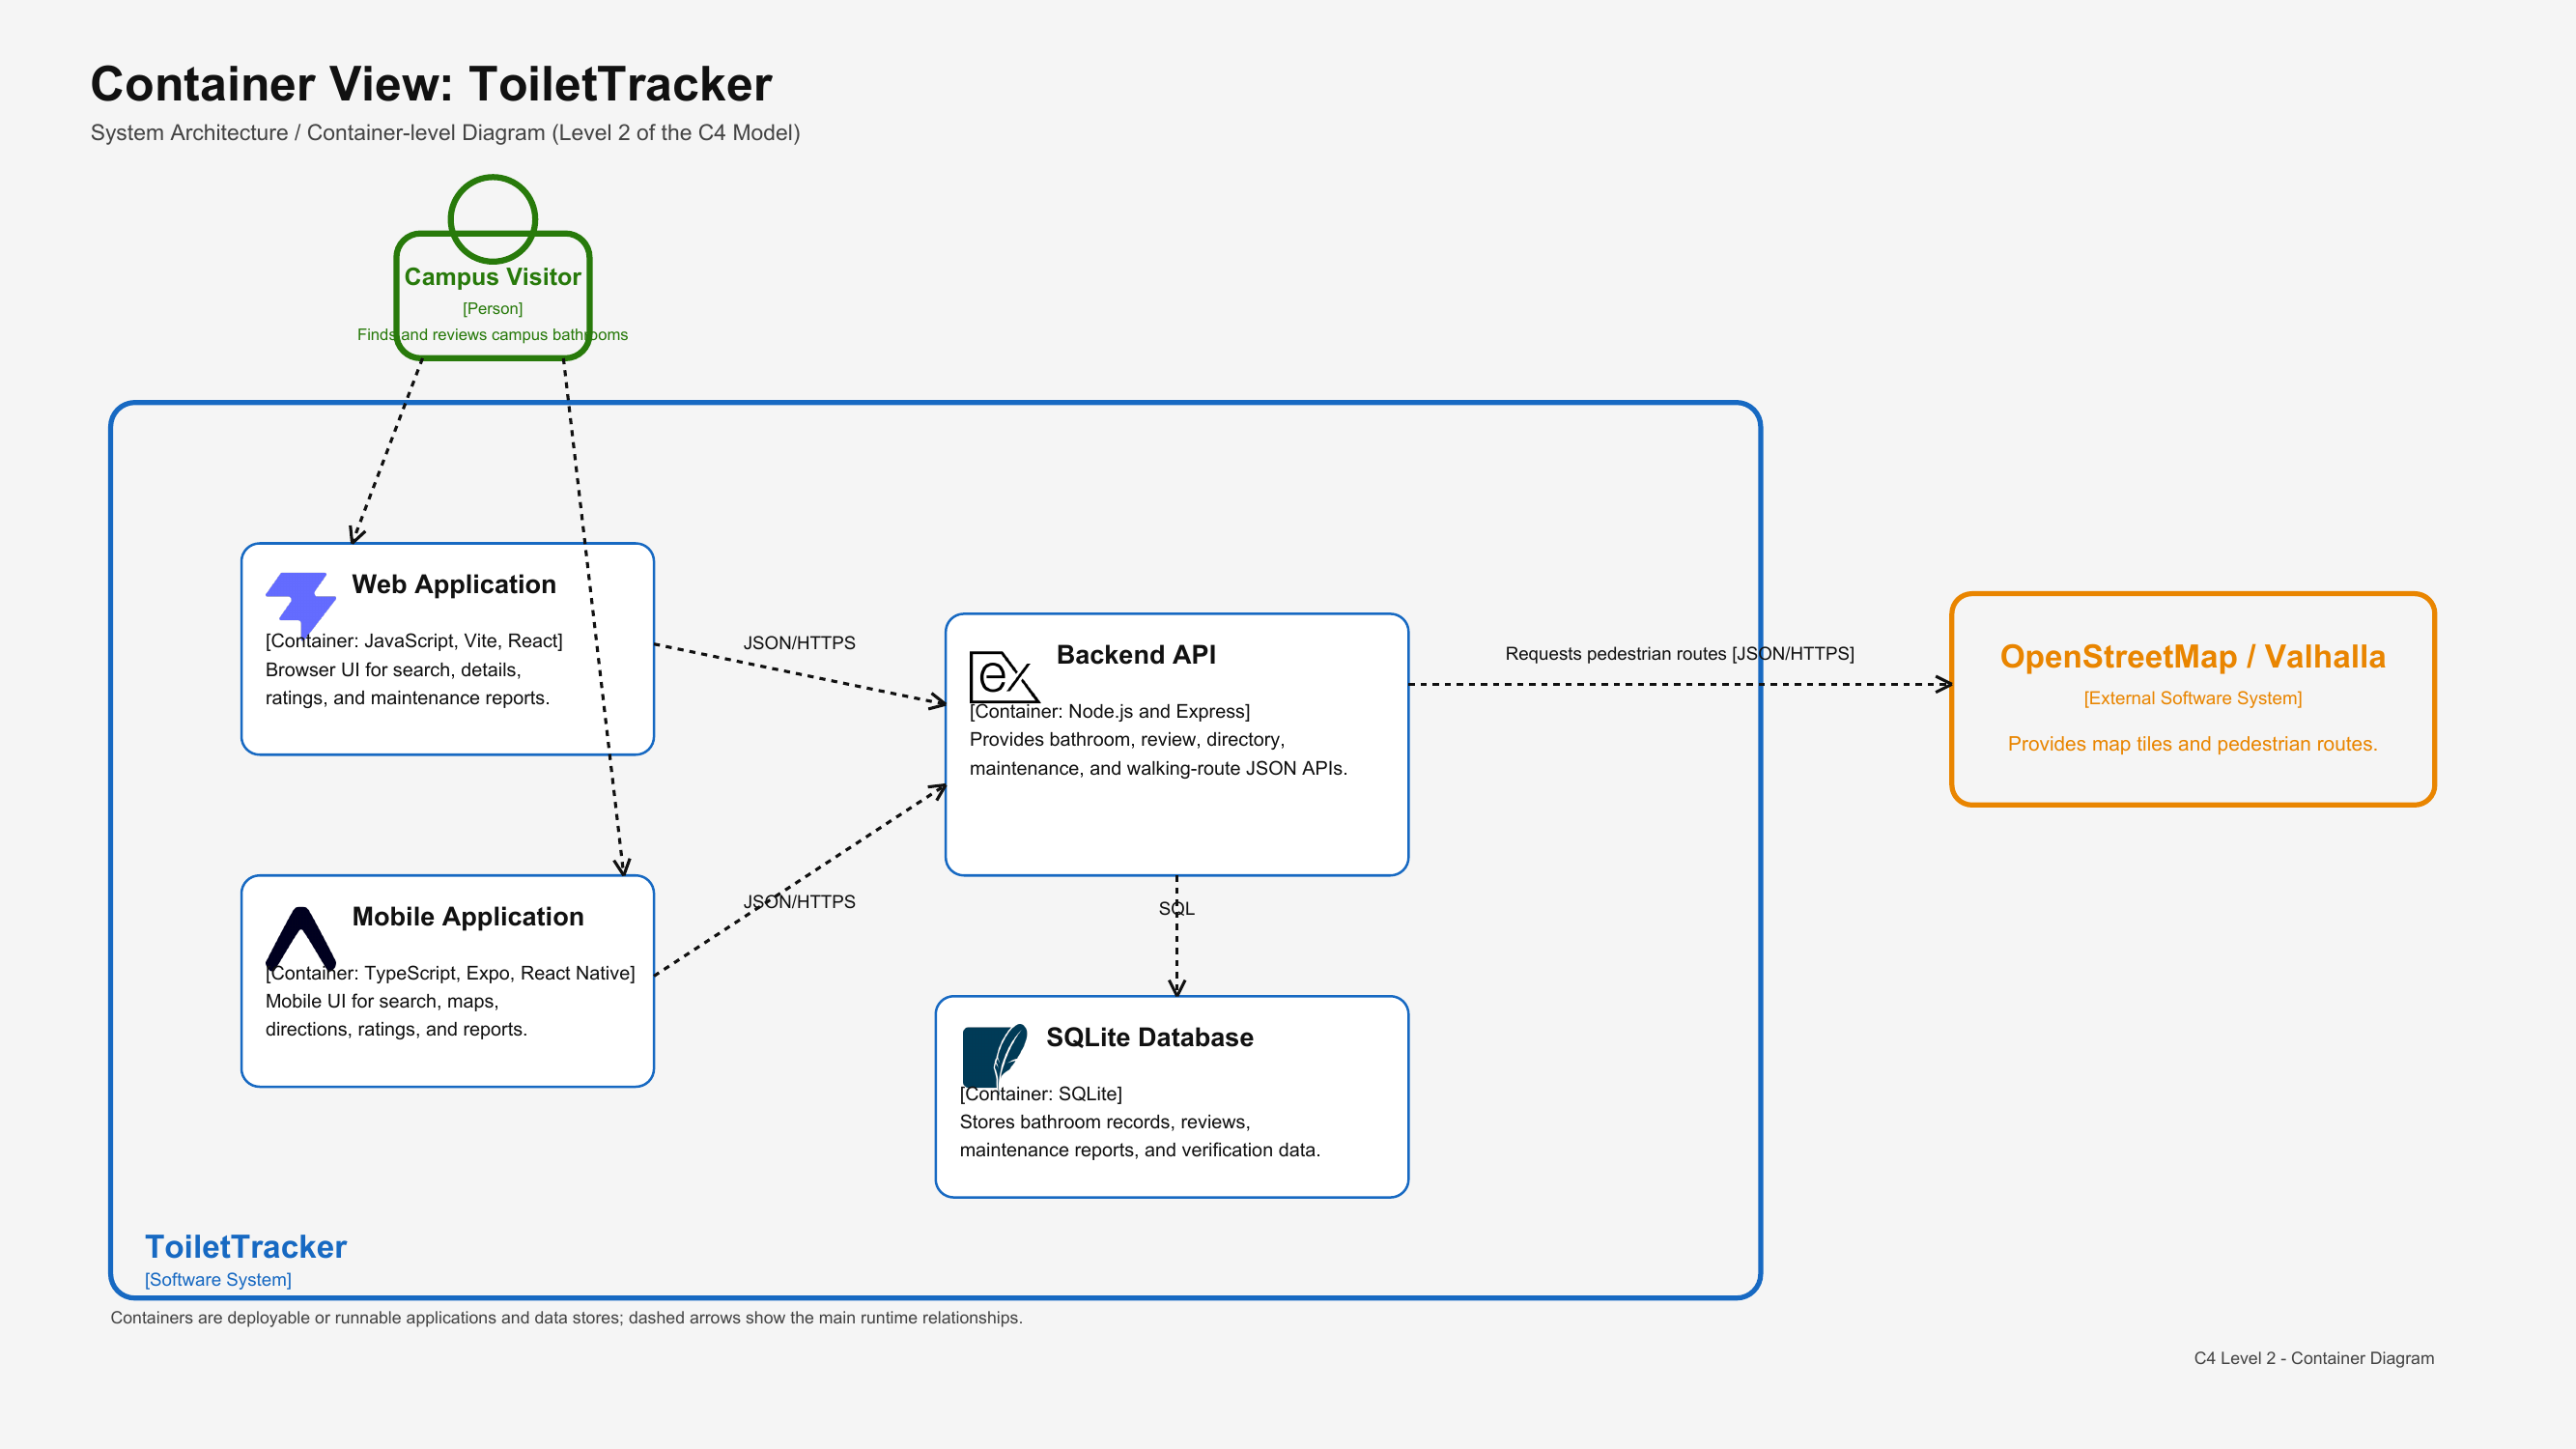 Container View: ToiletTracker
System Architecture / Container-level Diagram (Level 2 of the C4 Model)
Campus Visitor
[Person]
Finds and reviews campus bathrooms
Web Application
[Container: JavaScript, Vite, React]
Browser UI for search, details,
ratings, and maintenance reports.
JSON/HTTPS
ex
Backend API
[Container: Node.js and Express]
Provides bathroom, review, directory,
maintenance, and walking-route JSON APIs.
Requests pedestrian routes [JSON/HTTPS]
OpenStreetMap / Valhalla
[External Software System]
Provides map tiles and pedestrian routes.
Mobile Application
[Container: TypeScript, Expo, React Native]
Mobile UI for search, maps,
directions, ratings, and reports.
JSON/HTTPS
SQL
SQLite Database
[Container: SQLite]
Stores bathroom records, reviews,
maintenance reports, and verification data.
ToiletTracker
[Software System]
Containers are deployable or runnable applications and data stores; dashed arrows show the main runtime relationships.
C4 Level 2 - Container Diagram